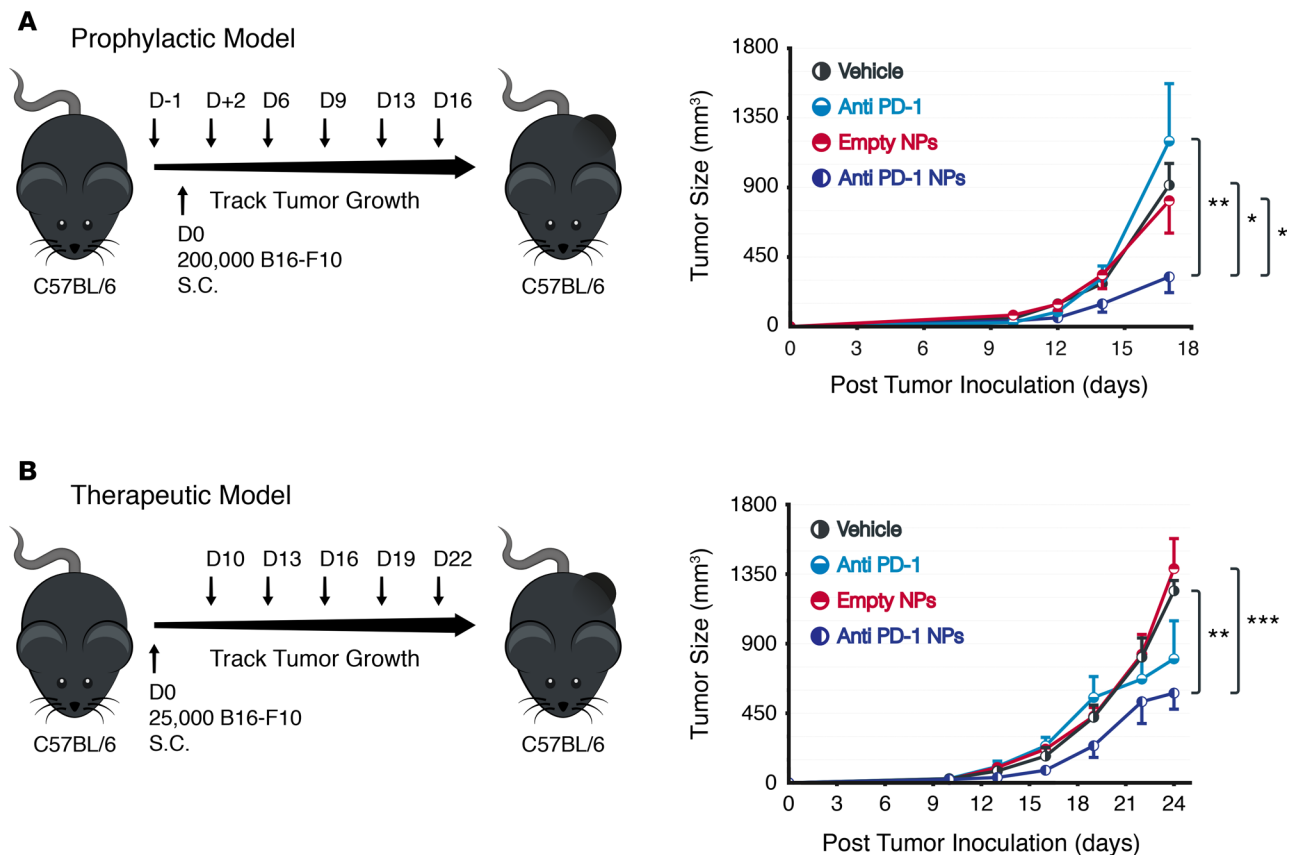 A
Prophylactic Model
D-1 D+2 D6 D9 D13 D16
Track Tumor Growth
D0
200,000 B16-F10
S.C.
C57BL/6
C57BL/6
Tumor Size (mm³)
1800
1350
900
450
0
Vehicle
Anti PD-1
Empty NPs
Anti PD-1 NPs
** * *
0 3 6 9 12 15 18
Post Tumor Inoculation (days)
B
Therapeutic Model
D10 D13 D16 D19 D22
Track Tumor Growth
D0
25,000 B16-F10
S.C.
C57BL/6
C57BL/6
Tumor Size (mm³)
1800
1350
900
450
0
Vehicle
Anti PD-1
Empty NPs
Anti PD-1 NPs
** ***
0 3 6 9 12 15 18 21 24
Post Tumor Inoculation (days)